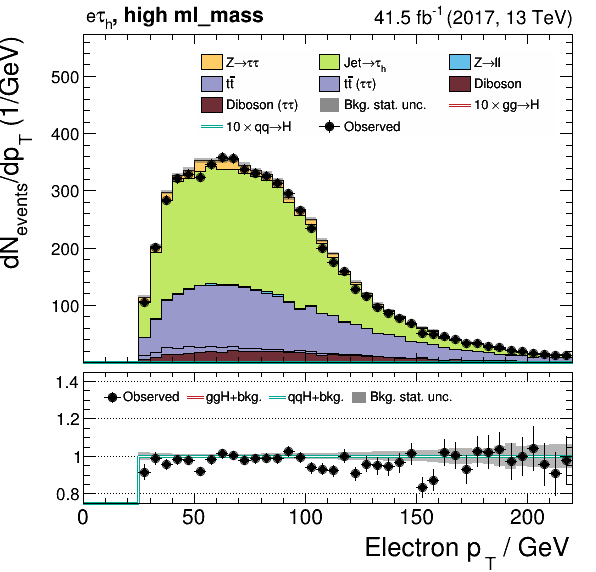 eτh, high ml_mass 41.5 fb-1 (2017, 13 TeV)
dNevents/dpT (1/GeV)
500
400
300
200
100
Z→ττ Jet→τh Z→ll
tt̄ tt̄ (ττ) Diboson
Diboson (ττ) Bkg. stat. unc. 10 × gg→H
10 × qq→H Observed
1.4
1.2
1
0.8
Observed ggH+bkg. qqH+bkg. Bkg. stat. unc.
0 50 100 150 200
Electron pT / GeV